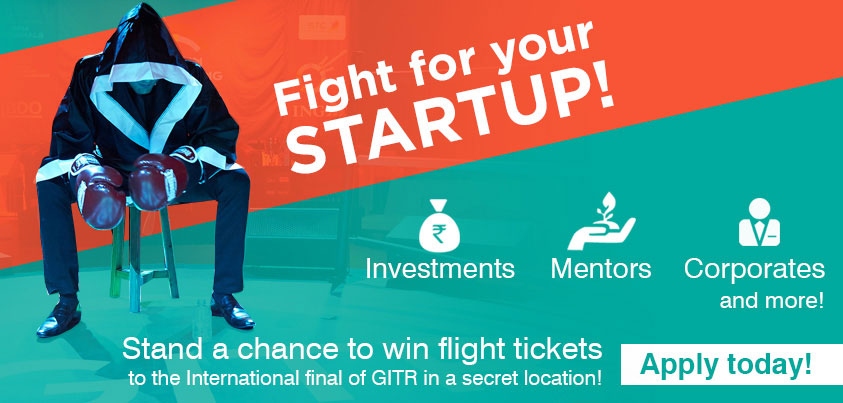 Fight for your
STARTUP!
₹
Investments
Mentors
Corporates
and more!
Stand a chance to win flight tickets
to the International final of GITR in a secret location!
Apply today!